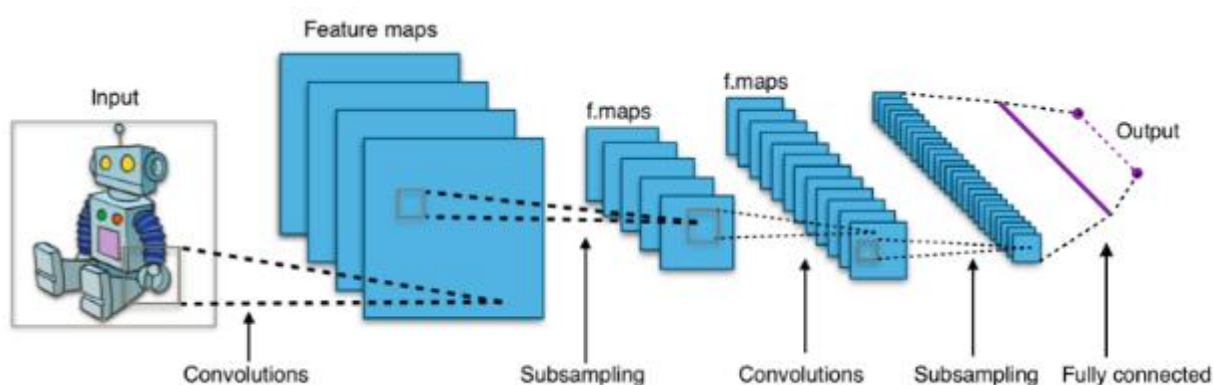 Feature maps
Input
f.maps
f.maps
Output
Convolutions
Subsampling
Convolutions
Subsampling
Fully connected